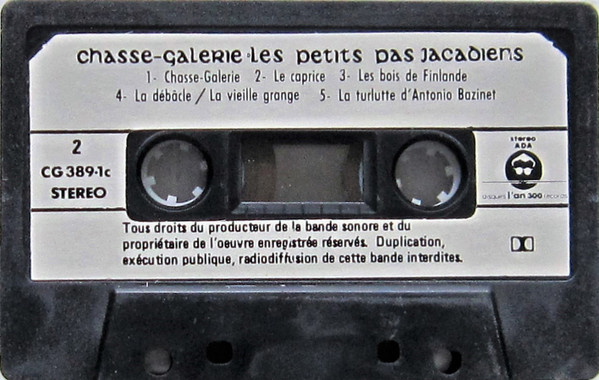 chasse-galerie·les petits pas jacadiens
1- Chasse-Galerie 2- Le caprice 3- Les bois de Finlande
4- La débâcle / La vieille grange 5- La turlutte d'Antonio Bazinet
2
CG 389-1c
STEREO
stereo
ADA
disques l'an 300 records
Tous droits du producteur de la bande sonore et du
propriétaire de l'oeuvre enregistrée réservés. Duplication,
exécution publique, radiodiffusion de cette bande interdites.